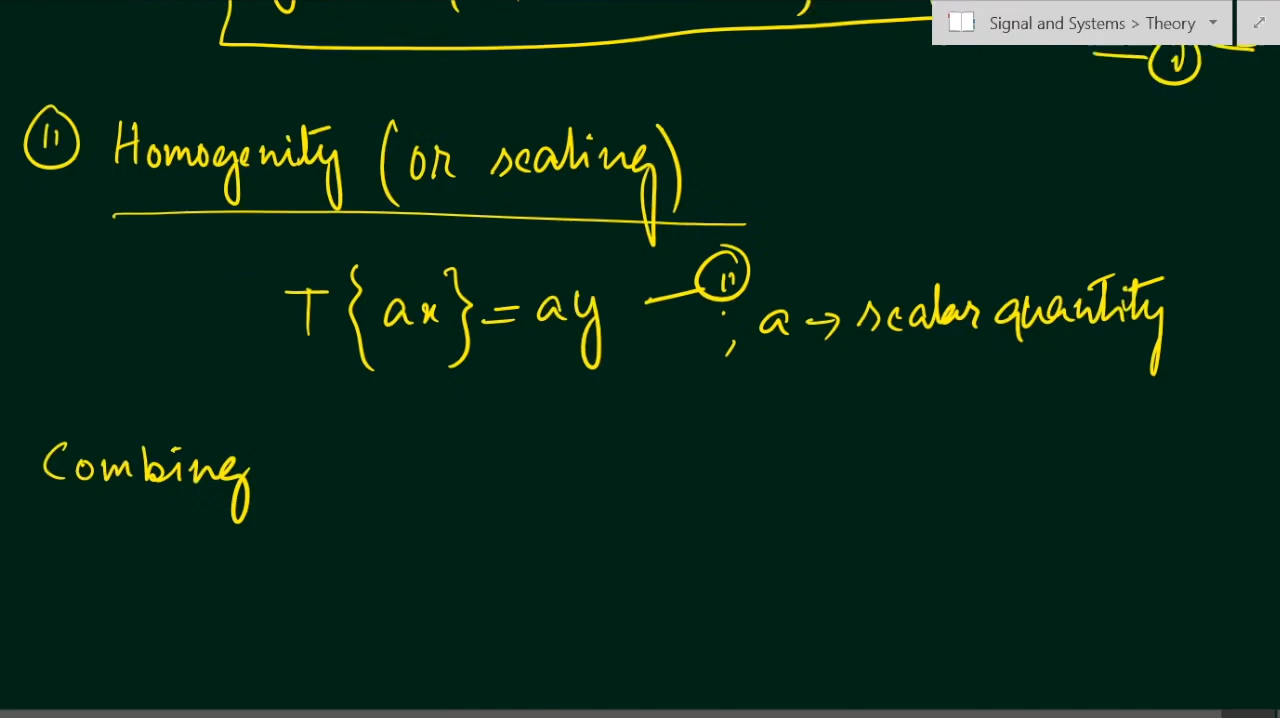 Signal and Systems > Theory
(ii) Homogenity (or scaling)
T{ax} = ay — (ii) ; a → scalar quantity
Combing